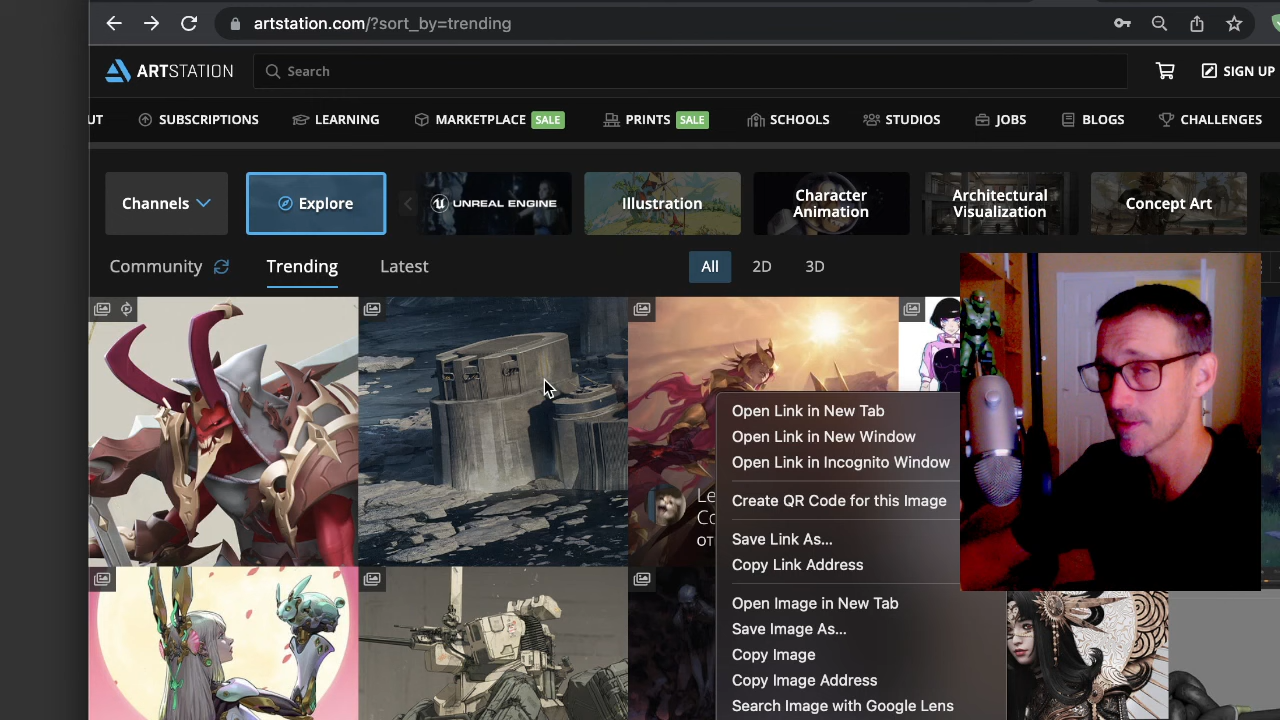 artstation.com/?sort_by=trending
ARTSTATION
Search
SIGN UP
UT
SUBSCRIPTIONS
LEARNING
MARKETPLACE SALE
PRINTS SALE
SCHOOLS
STUDIOS
JOBS
BLOGS
CHALLENGES
Channels
Explore
UNREAL ENGINE
Illustration
Character
Animation
Architectural
Visualization
Concept Art
Community
Trending
Latest
All
2D
3D
Le
Co
OT
Open Link in New Tab
Open Link in New Window
Open Link in Incognito Window
Create QR Code for this Image
Save Link As...
Copy Link Address
Open Image in New Tab
Save Image As...
Copy Image
Copy Image Address
Search Image with Google Lens